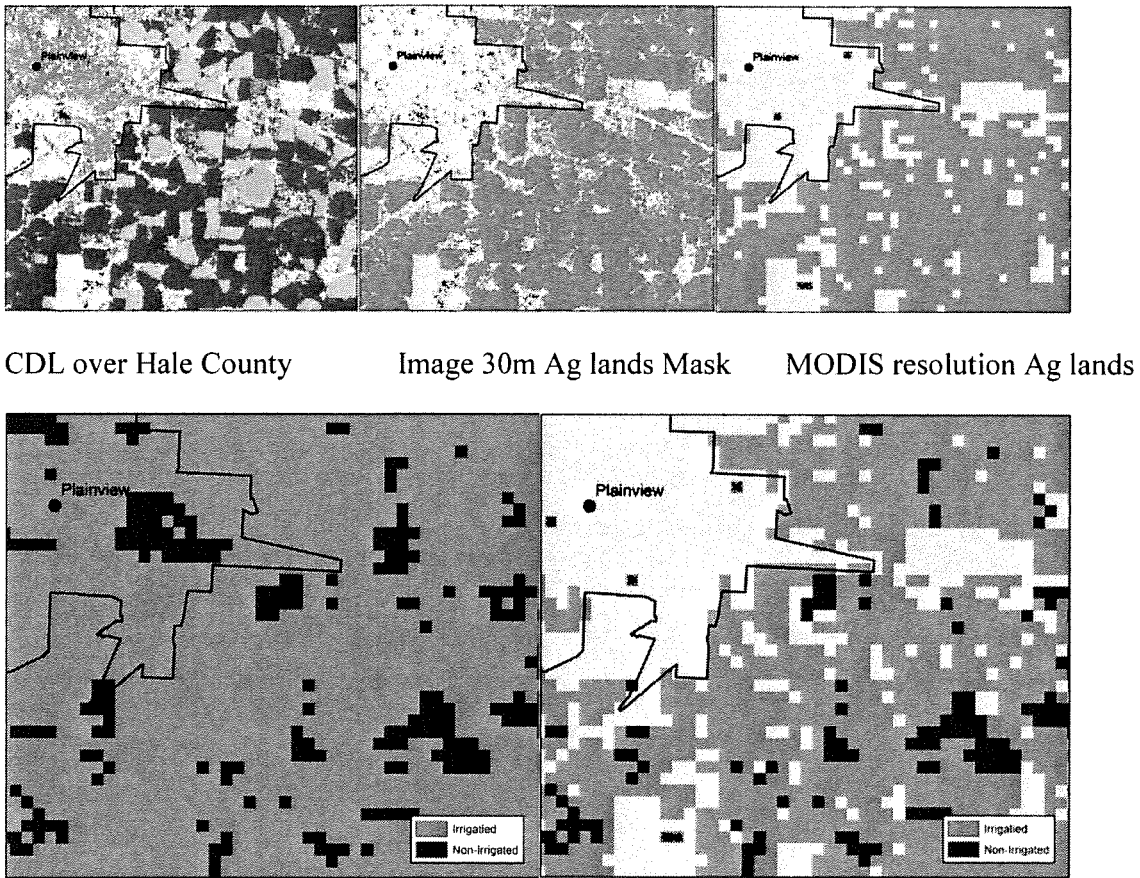 Plainview
Plainview
Plainview
CDL over Hale County
Image 30m Ag lands Mask
MODIS resolution Ag lands
Plainview
Plainview
Irrigatied
Non-Irrigated
Irrigatied
Non-Irrigated